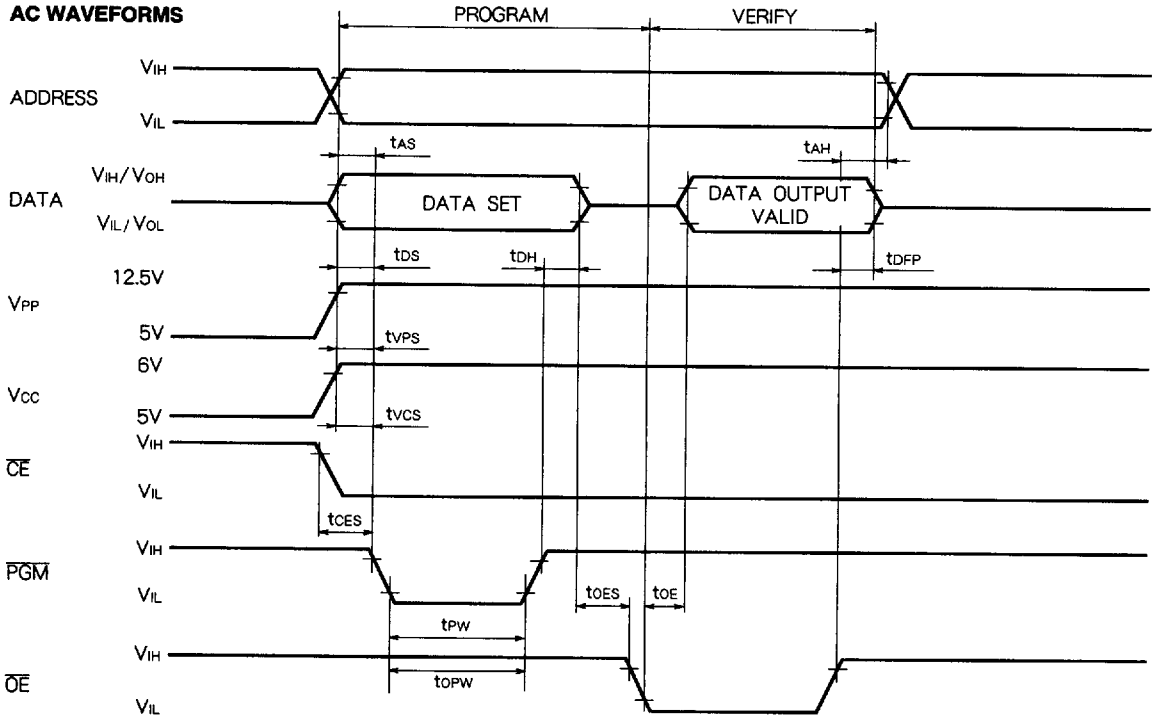 AC WAVEFORMS
PROGRAM
VERIFY
VIH
ADDRESS
VIL
tAS
tAH
VIH/VOH
DATA
DATA SET
DATA OUTPUT
VALID
VIL/VOL
tDS
tDH
tDFP
12.5V
VPP
5V
tVPS
6V
VCC
5V
tVCS
VIH
CE
VIL
tCES
VIH
PGM
VIL
tOES
tOE
tPW
VIH
tOPW
OE
VIL